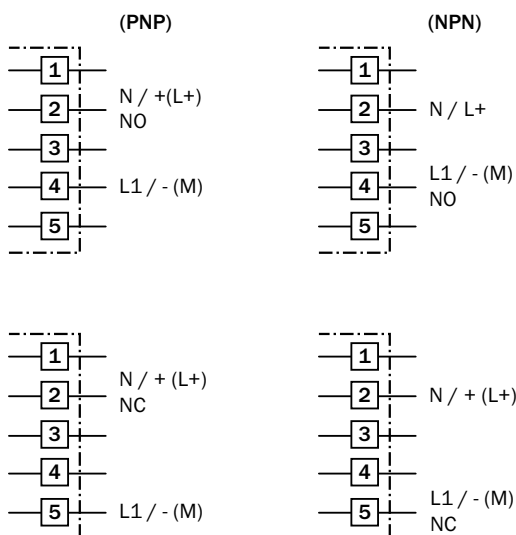 (PNP)
1
2
3
4
5
N / +(L+)
NO
L1 / - (M)
(NPN)
1
2
3
4
5
N / L+
L1 / - (M)
NO
1
2
3
4
5
N / + (L+)
NC
L1 / - (M)
1
2
3
4
5
N / + (L+)
L1 / - (M)
NC